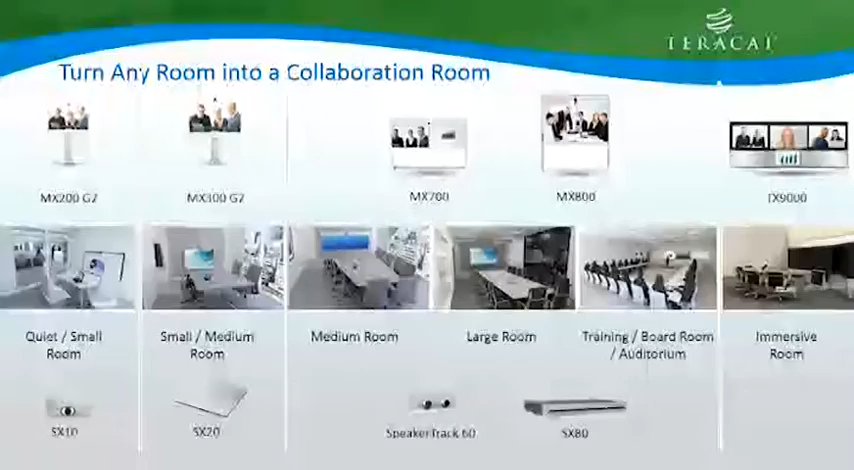 TERACAI
Turn Any Room into a Collaboration Room
MX200 G2
MX300 G2
MX700
MX800
TX9000
Quiet / Small
Room
Small / Medium
Room
Medium Room
Large Room
Training / Board Room
/ Auditorium
Immersive
Room
SX10
SX20
SpeakerTrack 60
SX80